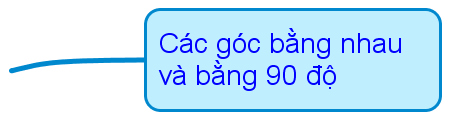 Các góc bằng nhau
và bằng 90 độ